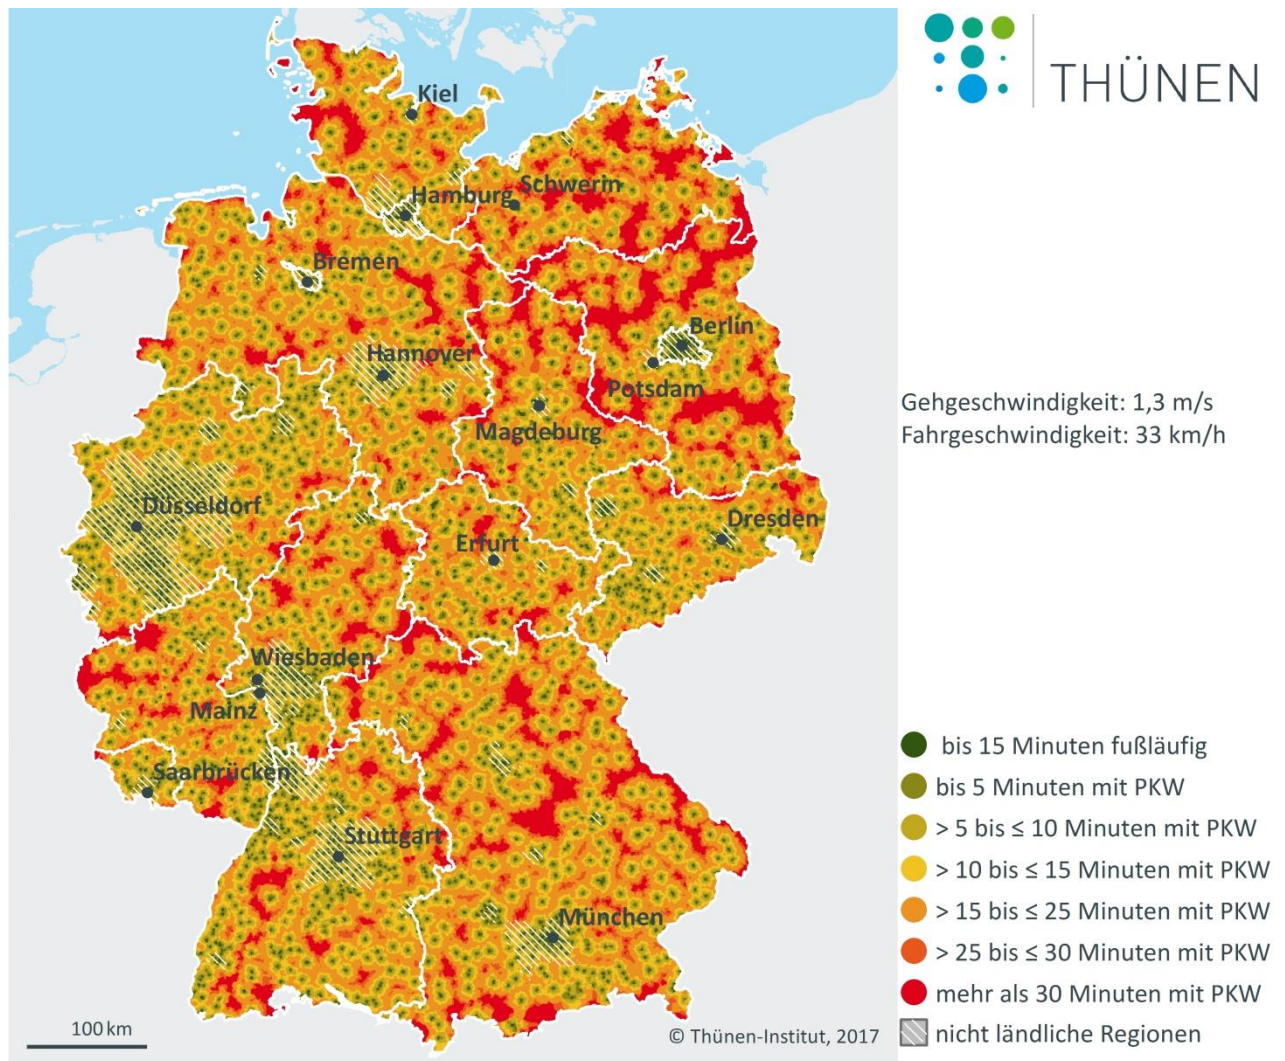 THÜNEN
Kiel
Hamburg
Schwerin
Bremen
Berlin
Hannover
Potsdam
Magdeburg
Gehgeschwindigkeit: 1,3 m/s
Fahrgeschwindigkeit: 33 km/h
Düsseldorf
Dresden
Erfurt
Wiesbaden
Mainz
Saarbrücken
Stuttgart
München
bis 15 Minuten fußläufig
bis 5 Minuten mit PKW
> 5 bis ≤ 10 Minuten mit PKW
> 10 bis ≤ 15 Minuten mit PKW
> 15 bis ≤ 25 Minuten mit PKW
> 25 bis ≤ 30 Minuten mit PKW
mehr als 30 Minuten mit PKW
nicht ländliche Regionen
100 km
© Thünen-Institut, 2017